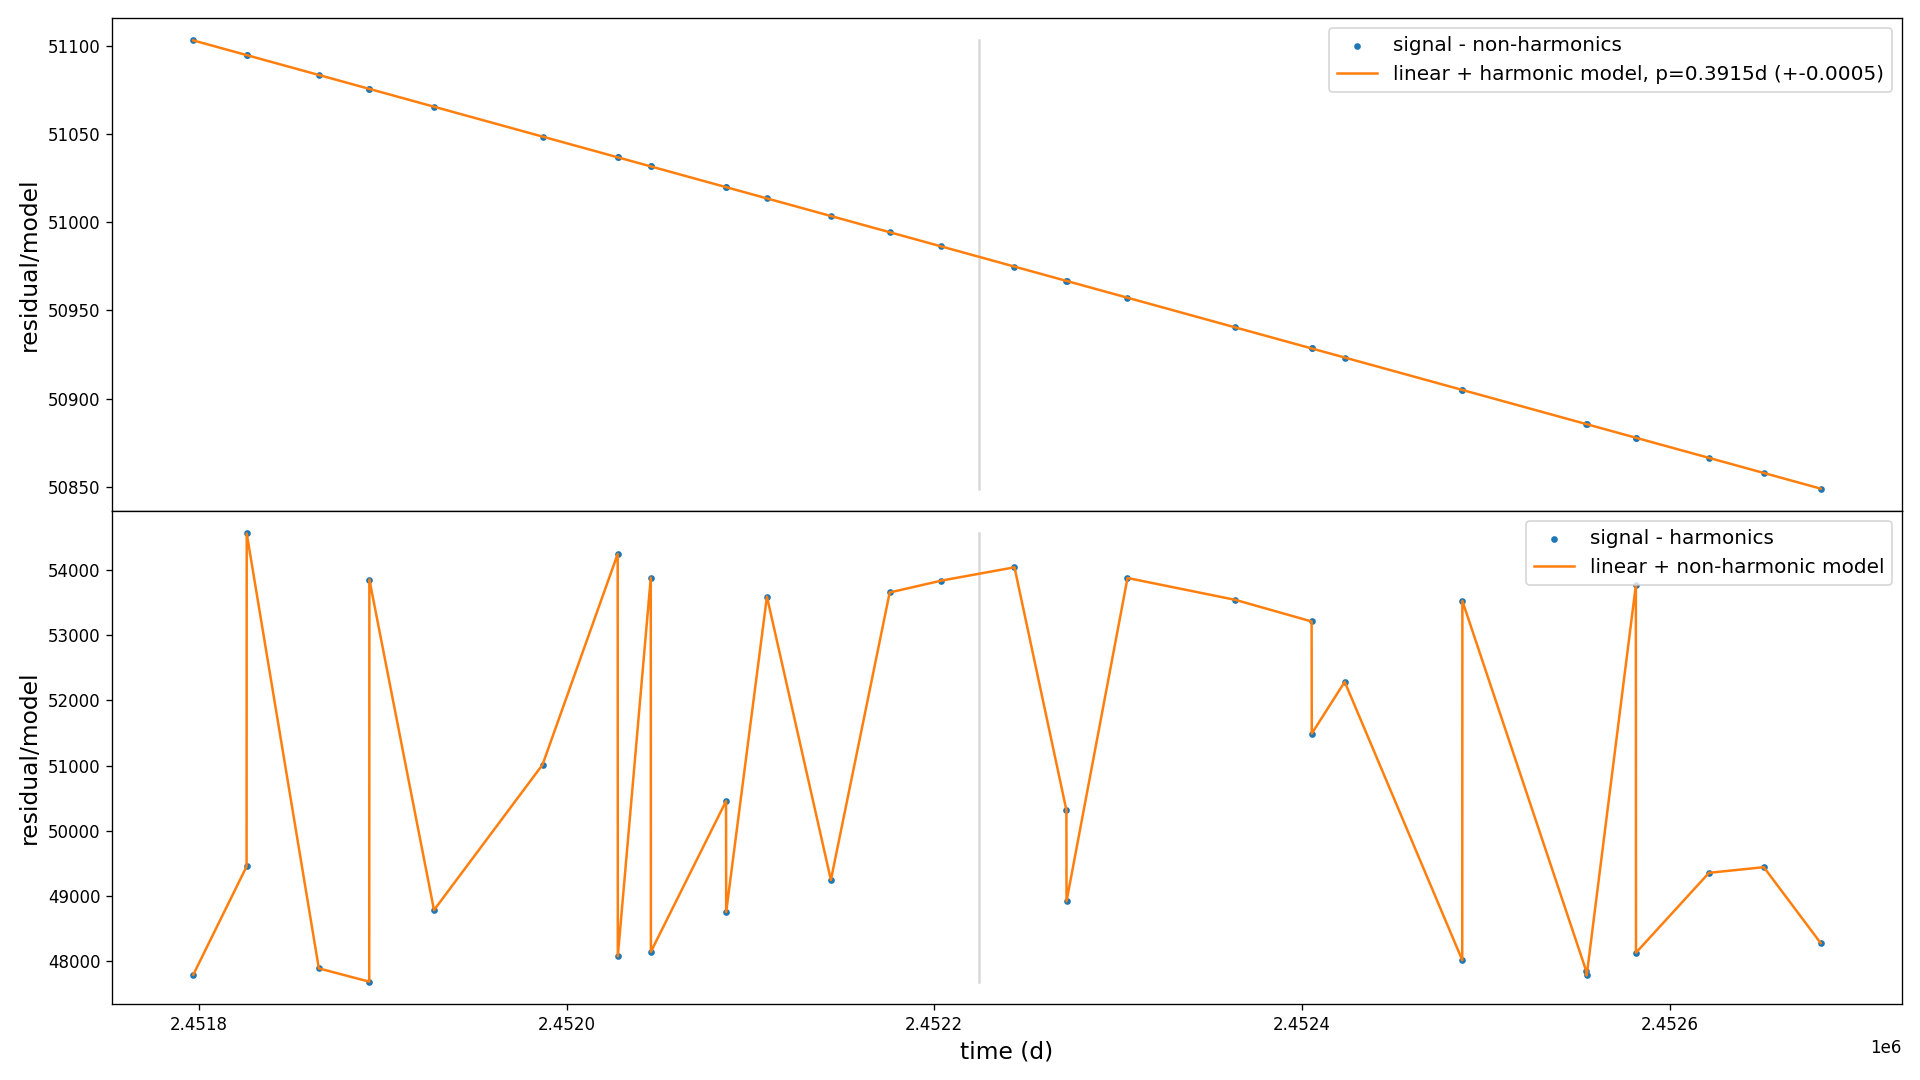 51100
51050
51000
50950
50900
50850
residual/model
signal - non-harmonics
linear + harmonic model, p=0.3915d (+-0.0005)
54000
53000
52000
51000
50000
49000
48000
residual/model
signal - harmonics
linear + non-harmonic model
2.4518
2.4520
2.4522
2.4524
2.4526
1e6
time (d)